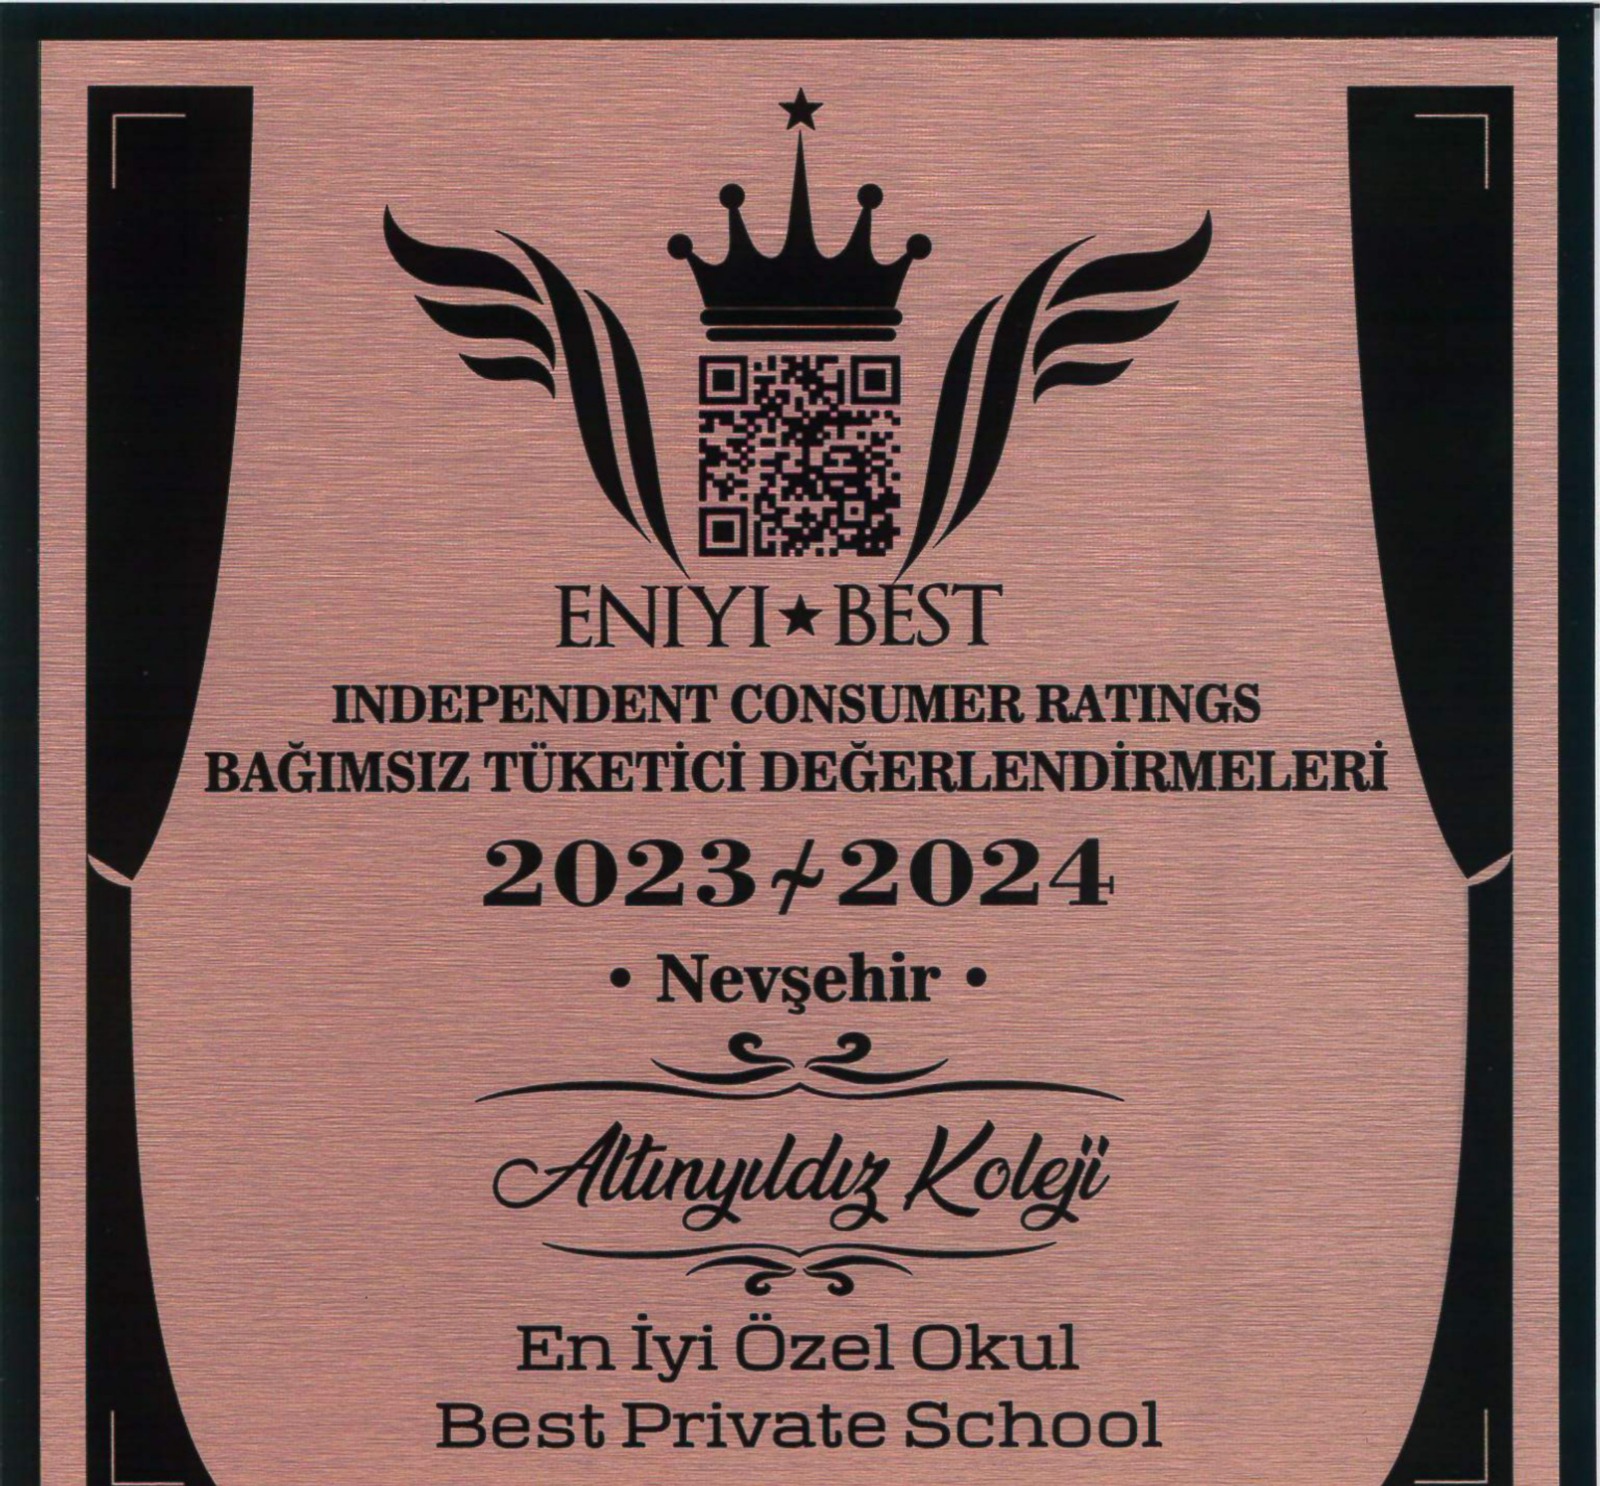 ENIYI★BEST
INDEPENDENT CONSUMER RATINGS
BAĞIMSIZ TÜKETİCİ DEĞERLENDİRMELERİ
2023/~2024
• Nevşehir •
Altınyıldız Koleji
En İyi Özel Okul
Best Private School